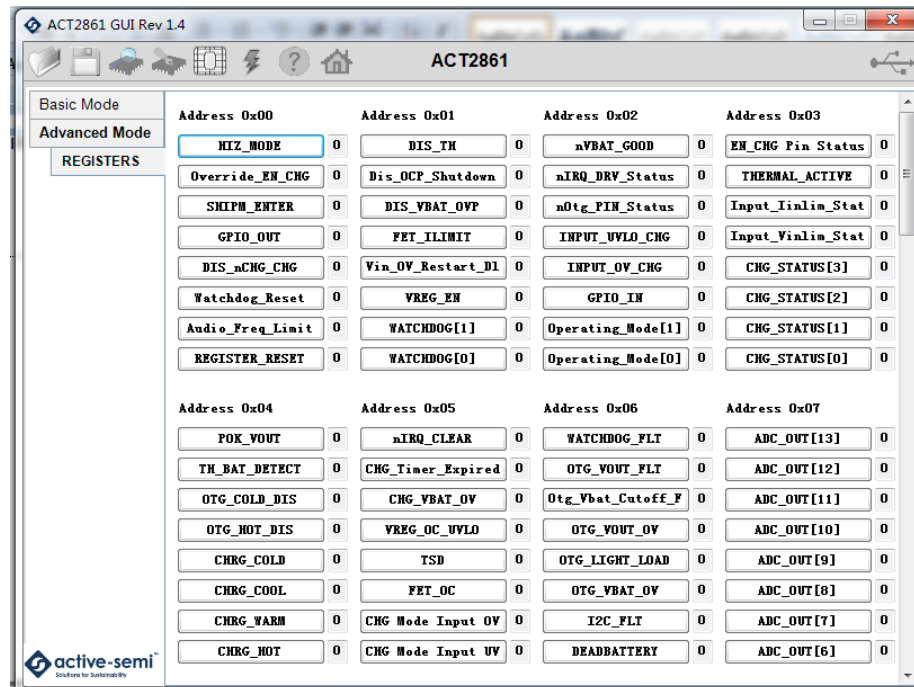 ACT2861 GUI Rev 1.4
ACT2861
Basic Mode
Advanced Mode
REGISTERS
Address 0x00 Address 0x01 Address 0x02 Address 0x03
HIZ_MODE 0 DIS_TH 0 nVBAT_GOOD 0 EN_CHG Pin Status 0
Override_EN_CHG 0 Dis_OCP_Shutdown 0 nIRQ_DRV_Status 0 THERMAL_ACTIVE 0
SHIPM_ENTER 0 DIS_VBAT_OVP 0 nOtg_PIN_Status 0 Input_Iinlim_Stat 0
GPIO_OUT 0 FET_ILIMIT 0 INPUT_UVLO_CHG 0 Input_Vinlim_Stat 0
DIS_nCHG_CHG 0 Vin_OV_Restart_Dl 0 INPUT_OV_CHG 0 CHG_STATUS[3] 0
Watchdog_Reset 0 VREG_EN 0 GPIO_IN 0 CHG_STATUS[2] 0
Audio_Freq_Limit 0 WATCHDOG[1] 0 Operating_Mode[1] 0 CHG_STATUS[1] 0
REGISTER_RESET 0 WATCHDOG[0] 0 Operating_Mode[0] 0 CHG_STATUS[0] 0
Address 0x04 Address 0x05 Address 0x06 Address 0x07
POK_VOUT 0 nIRQ_CLEAR 0 WATCHDOG_FLT 0 ADC_OUT[13] 0
TH_BAT_DETECT 0 CHG_Timer_Expired 0 OTG_VOUT_FLT 0 ADC_OUT[12] 0
OTG_COLD_DIS 0 CHG_VBAT_OV 0 Otg_Vbat_Cutoff_F 0 ADC_OUT[11] 0
OTG_HOT_DIS 0 VREG_OC_UVLO 0 OTG_VOUT_OV 0 ADC_OUT[10] 0
CHRG_COLD 0 TSD 0 OTG_LIGHT_LOAD 0 ADC_OUT[9] 0
CHRG_COOL 0 FET_OC 0 OTG_VBAT_OV 0 ADC_OUT[8] 0
CHRG_WARM 0 CHG Mode Input OV 0 I2C_FLT 0 ADC_OUT[7] 0
CHRG_HOT 0 CHG Mode Input UV 0 DEADBATTERY 0 ADC_OUT[6] 0
active-semi™
Solutions for Sustainability